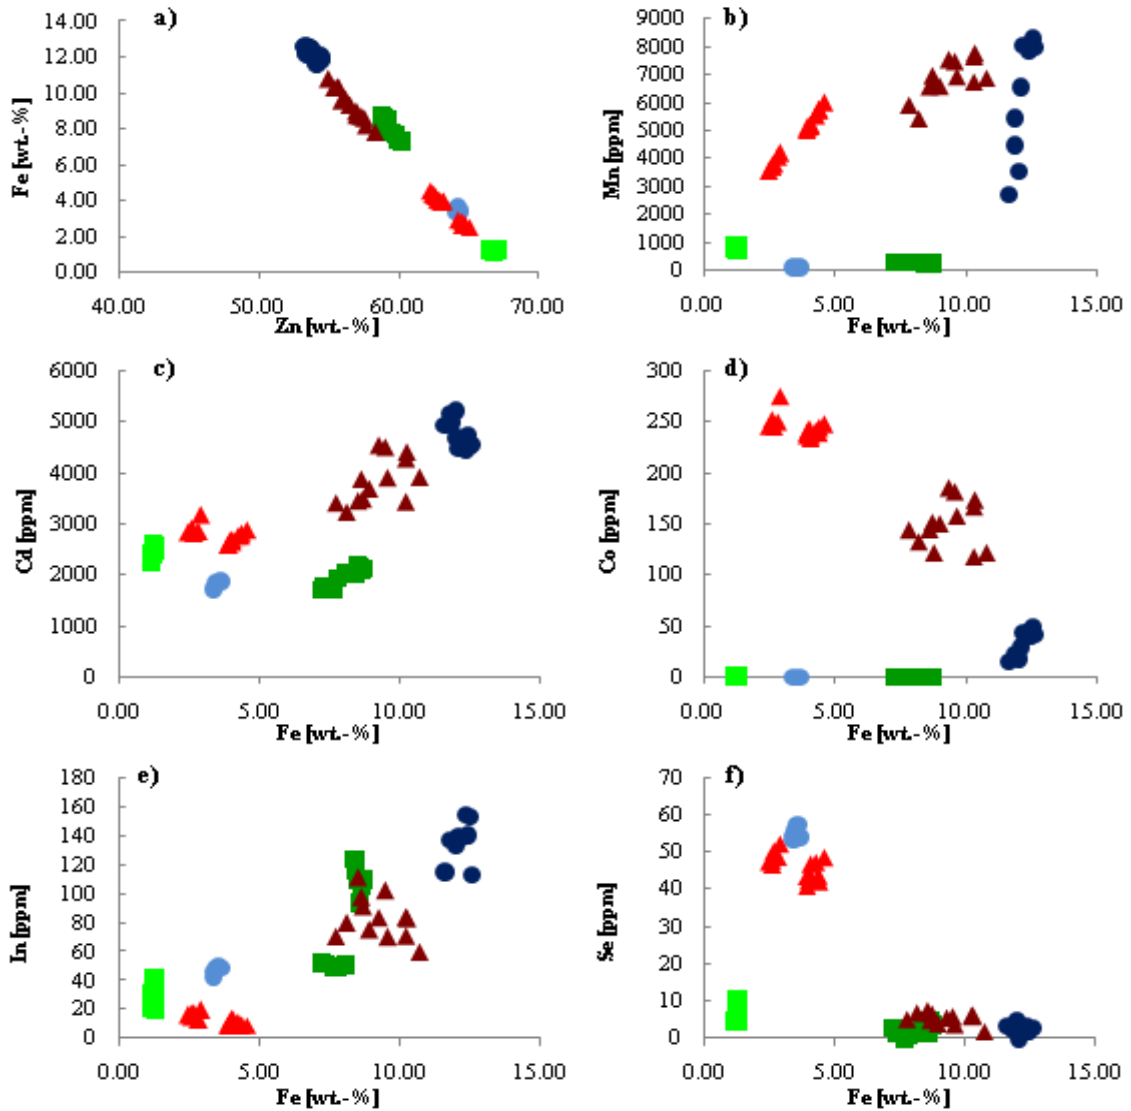 a)
14.00
12.00
10.00
8.00
6.00
4.00
2.00
0.00
Fe [wt.-%]
40.00 50.00 60.00 70.00
Zn [wt.-%]
b)
9000
8000
7000
6000
5000
4000
3000
2000
1000
0
Mn [ppm]
0.00 5.00 10.00 15.00
Fe [wt.-%]
c)
6000
5000
4000
3000
2000
1000
0
Cd [ppm]
0.00 5.00 10.00 15.00
Fe [wt.-%]
d)
300
250
200
150
100
50
0
Co [ppm]
0.00 5.00 10.00 15.00
Fe [wt.-%]
e)
180
160
140
120
100
80
60
40
20
0
In [ppm]
0.00 5.00 10.00 15.00
Fe [wt.-%]
f)
70
60
50
40
30
20
10
0
Se [ppm]
0.00 5.00 10.00 15.00
Fe [wt.-%]